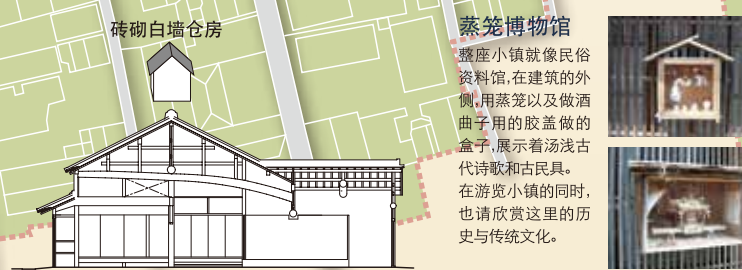 砖砌白墙仓房
蒸笼博物馆
整座小镇就像民俗
资料馆,在建筑的外
侧,用蒸笼以及做酒
曲子用的胶盖做的
盒子,展示着汤浅古
代诗歌和古民具。
在游览小镇的同时,
也请欣赏这里的历
史与传统文化。